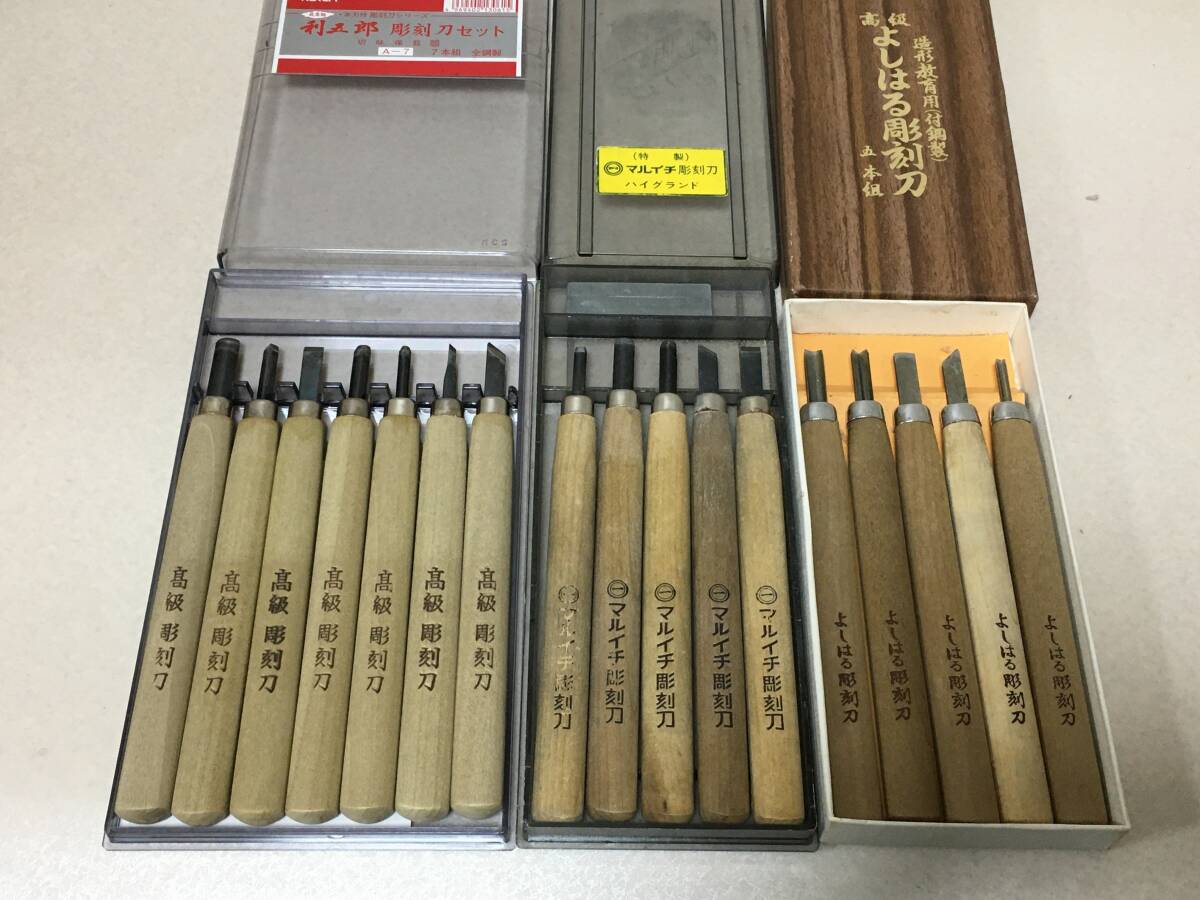 利五郎 彫刻刀セット
切味保証
A-7 7本組 全鋼製
(特製)
マルイチ彫刻刀
ハイグランド
高級
造形教育用(付鋼製)
よしはる彫刻刀
五本組
HCS
高級彫刻刀
高級彫刻刀
高級彫刻刀
高級彫刻刀
高級彫刻刀
高級彫刻刀
高級彫刻刀
マルイチ彫刻刀
マルイチ彫刻刀
マルイチ彫刻刀
マルイチ彫刻刀
マルイチ彫刻刀
よしはる彫刻刀
よしはる彫刻刀
よしはる彫刻刀
よしはる彫刻刀
よしはる彫刻刀